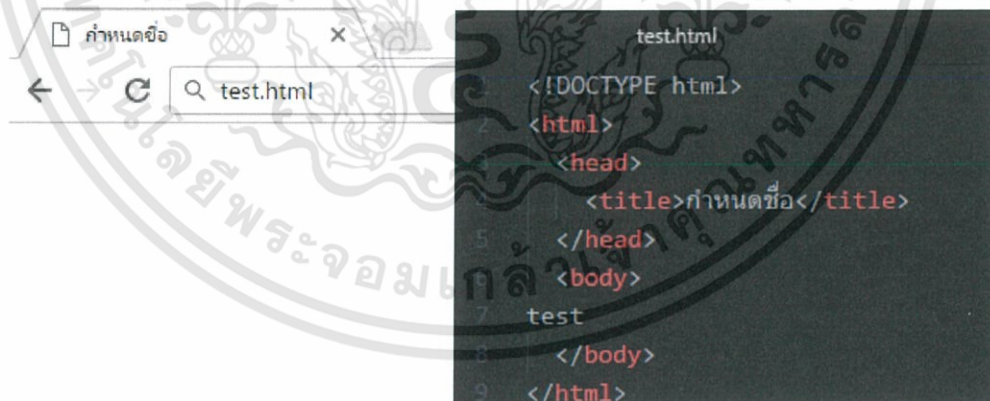 กำหนดชื่อ
test.html
test.html
1 <!DOCTYPE html>
2 <html>
3 <head>
4 <title>กำหนดชื่อ</title>
5 </head>
6 <body>
7 test
8 </body>
9 </html>